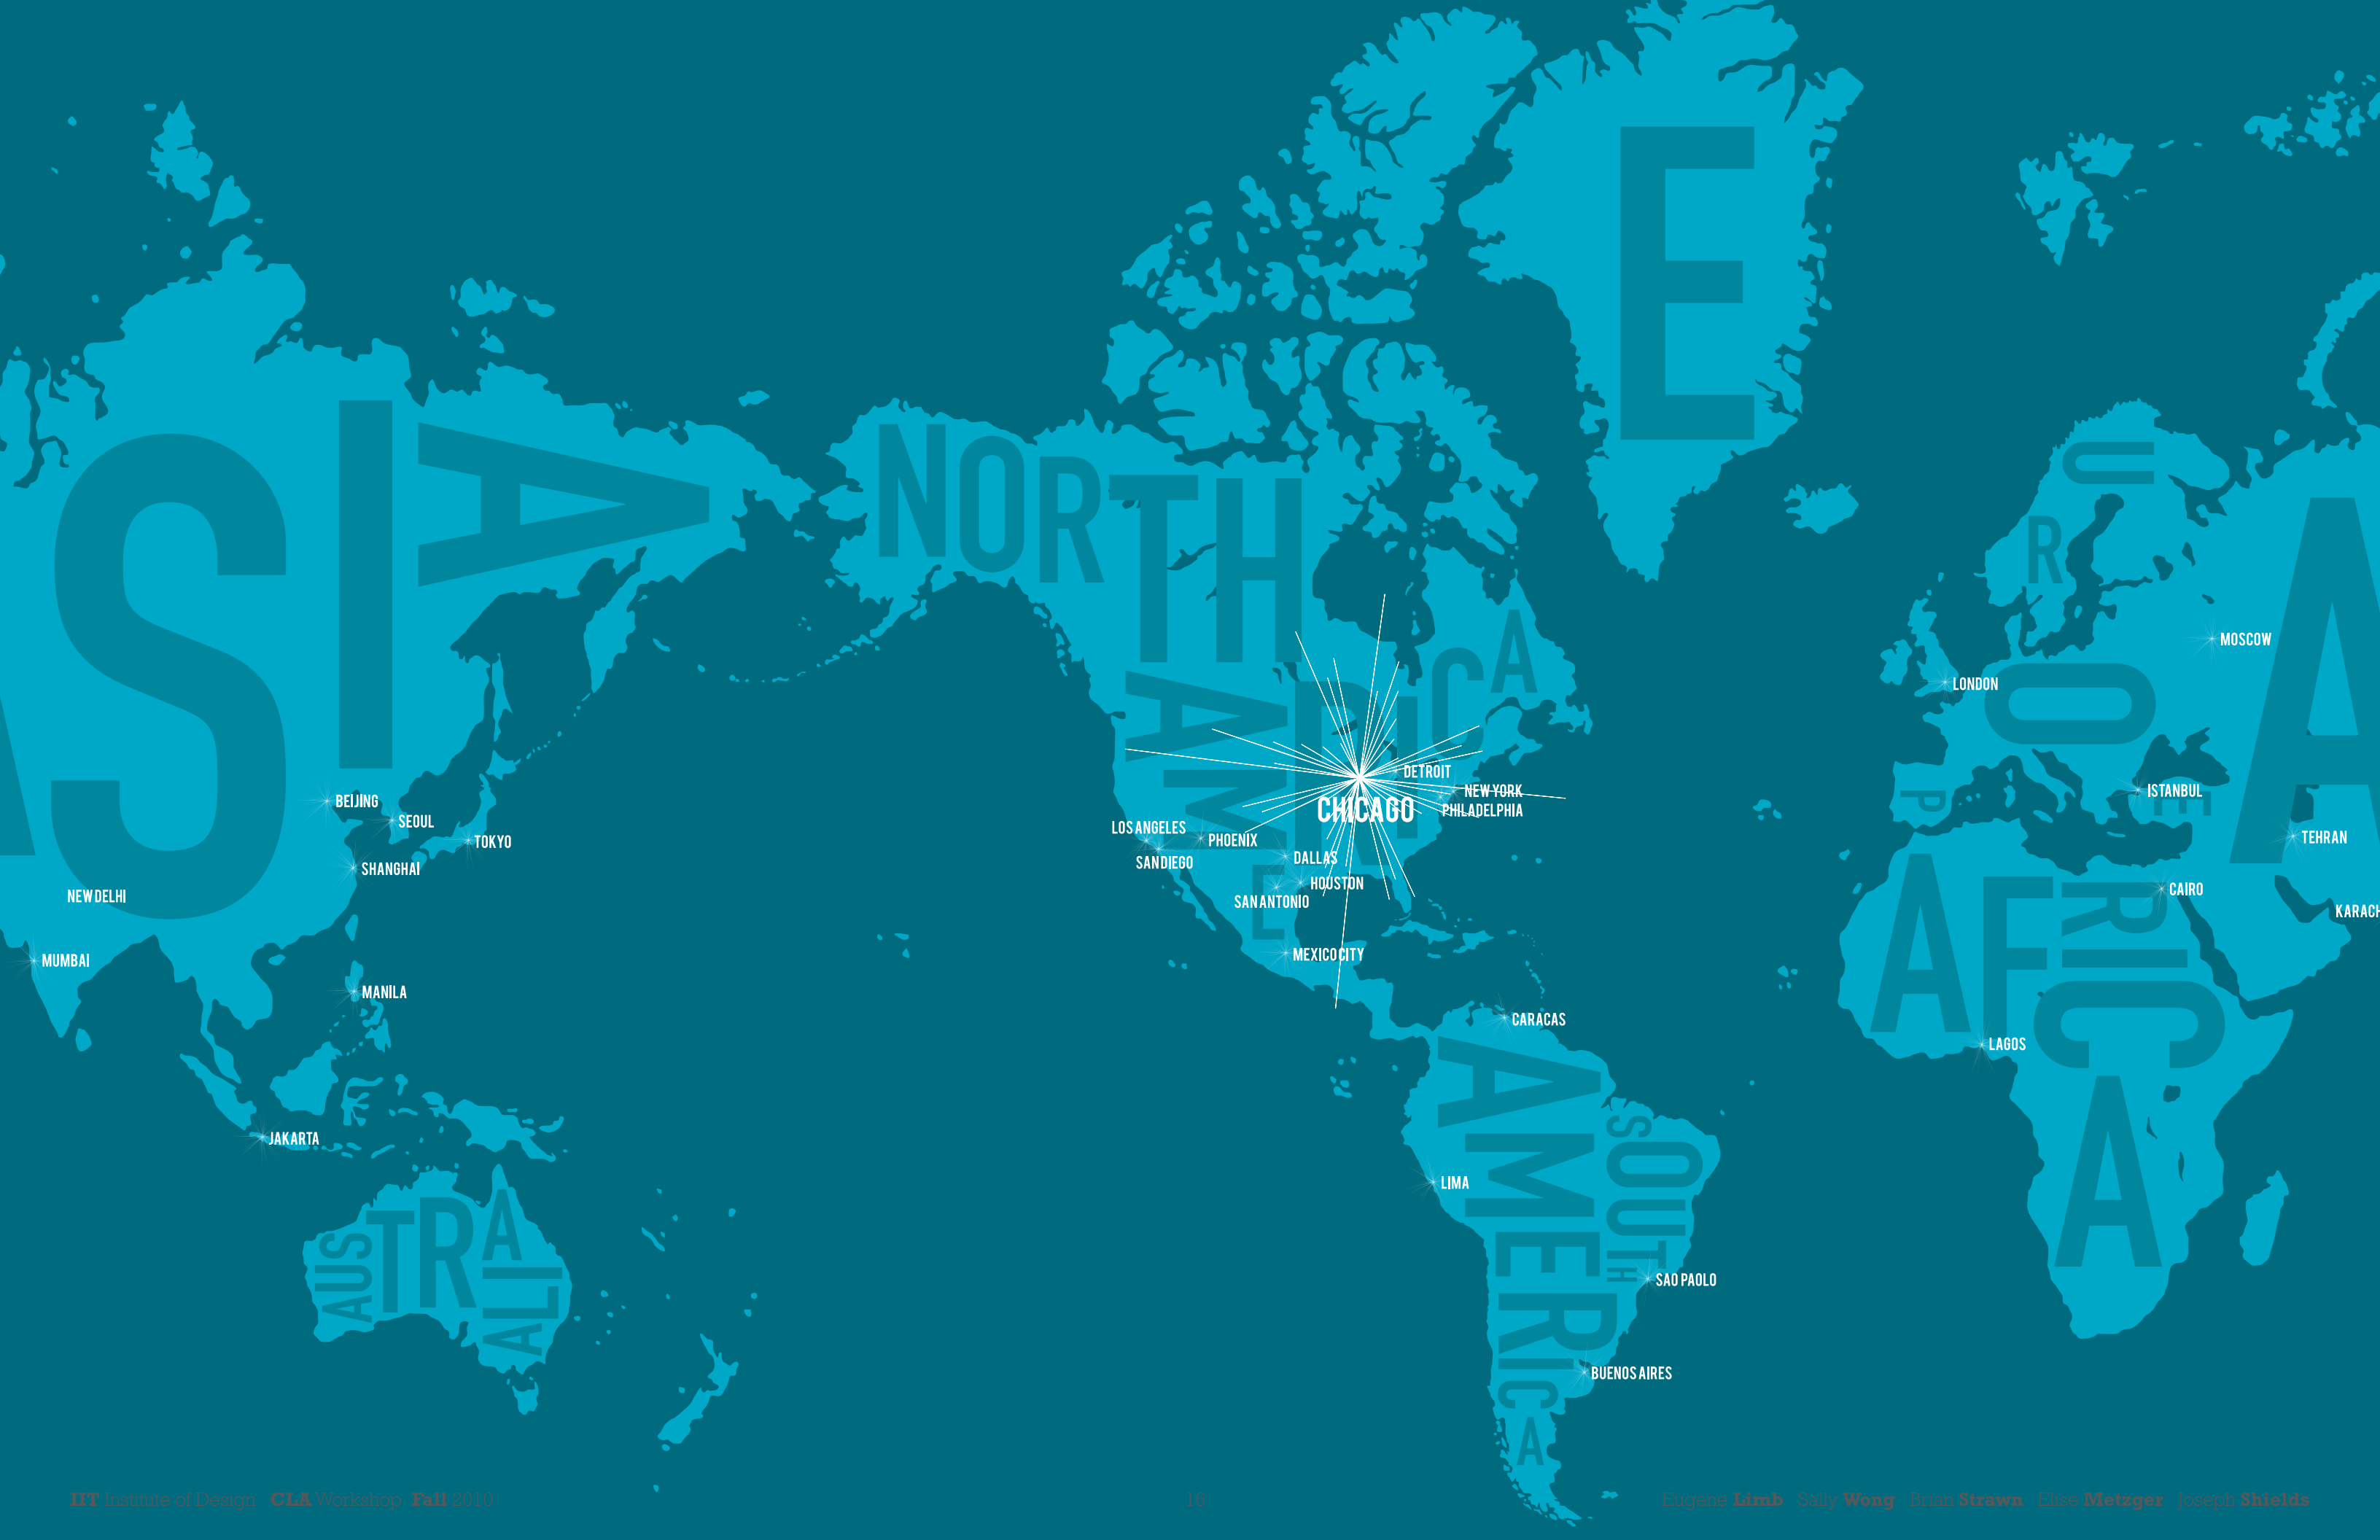 ASIA
NORTH
AMERICA
E
U
R
O
P
E
A
AFRICA
AUSTRAILIA
SOUTH
AMERICA
MOSCOW
LONDON
ISTANBUL
TEHRAN
CAIRO
KARACH
LAGOS
BEIJING
SEOUL
TOKYO
SHANGHAI
NEW DELHI
MUMBAI
MANILA
JAKARTA
DETROIT
NEW YORK
PHILADELPHIA
CHICAGO
LOS ANGELES
PHOENIX
SAN DIEGO
DALLAS
HOUSTON
SAN ANTONIO
MEXICO CITY
CARACAS
LIMA
SAO PAOLO
BUENOS AIRES
IIT Institute of Design CLA Workshop Fall 2010
16
Eugene Limb Sally Wong Brian Strawn Elise Metzger Joseph Shields